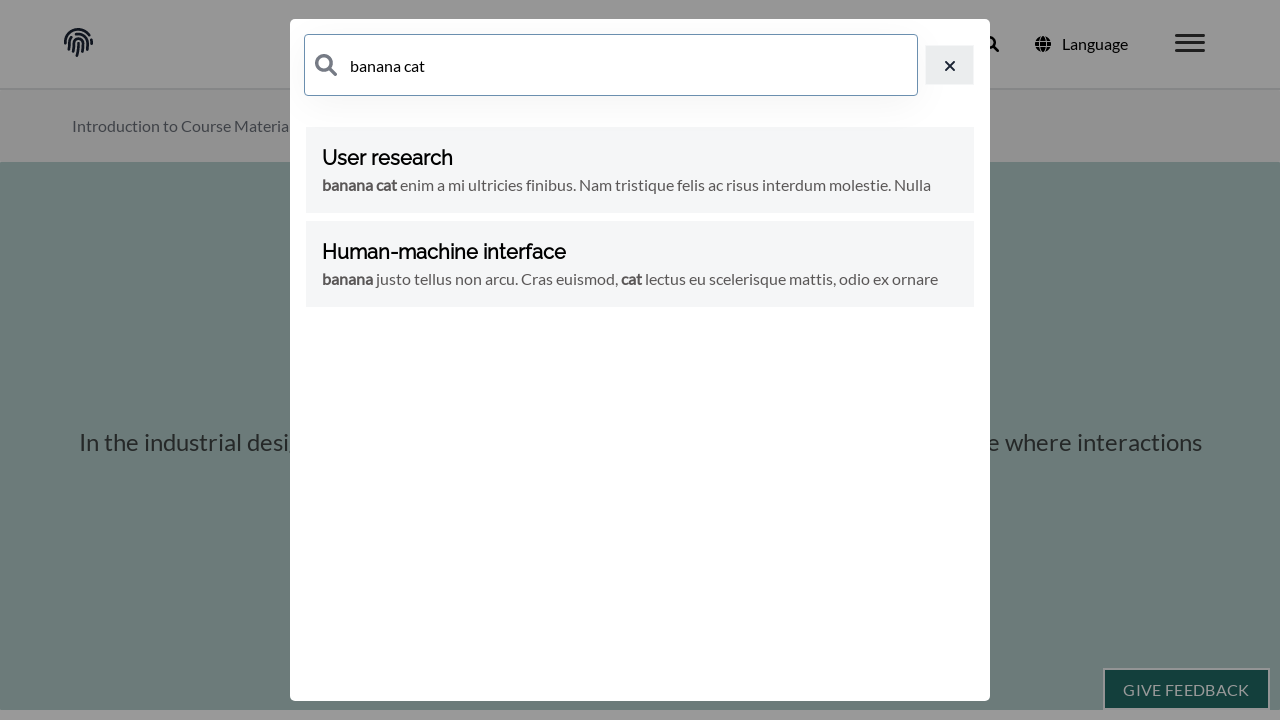 Language
banana cat
Introduction to Course Materia
User research
banana cat enim a mi ultricies finibus. Nam tristique felis ac risus interdum molestie. Nulla
Human-machine interface
banana justo tellus non arcu. Cras euismod, cat lectus eu scelerisque mattis, odio ex ornare
In the industrial desi
e where interactions
GIVE FEEDBACK